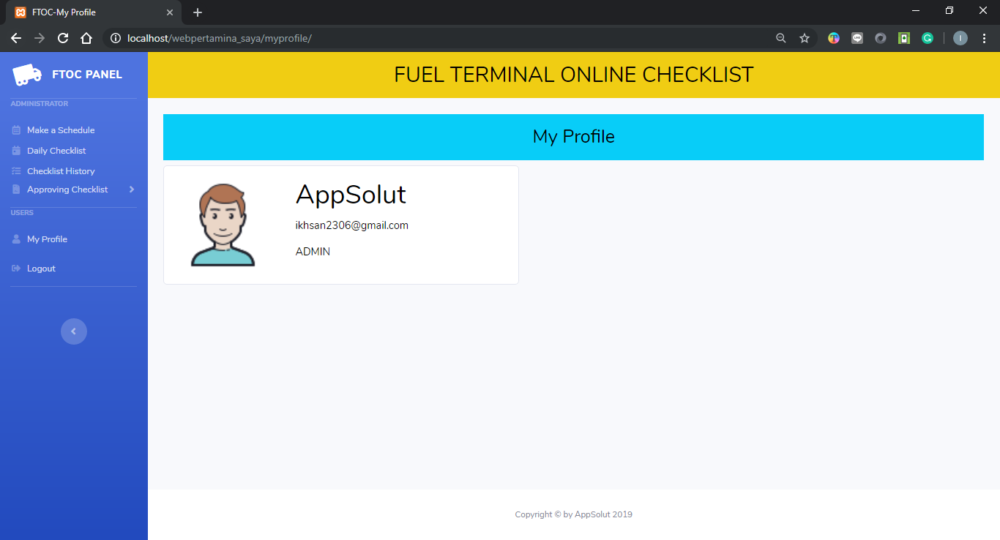 FTOC-My Profile
localhost/webpertamina_saya/myprofile/
I
FTOC PANEL
FUEL TERMINAL ONLINE CHECKLIST
ADMINISTRATOR
Make a Schedule
Daily Checklist
Checklist History
Approving Checklist
USERS
My Profile
Logout
My Profile
AppSolut
ikhsan2306@gmail.com
ADMIN
Copyright © by AppSolut 2019